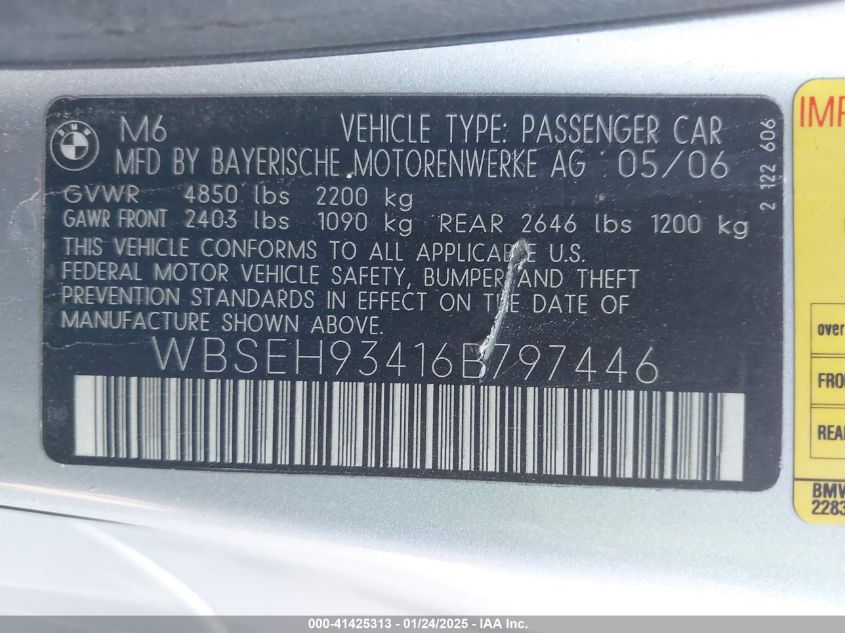 BMW
M6 VEHICLE TYPE: PASSENGER CAR
MFD BY BAYERISCHE MOTORENWERKE AG 05/06
GVWR 4850 lbs 2200 kg
GAWR FRONT 2403 lbs 1090 kg REAR 2646 lbs 1200 kg
THIS VEHICLE CONFORMS TO ALL APPLICABLE U.S.
FEDERAL MOTOR VEHICLE SAFETY, BUMPER AND THEFT
PREVENTION STANDARDS IN EFFECT ON THE DATE OF
MANUFACTURE SHOWN ABOVE.
WBSEH93416B797446
2 122 606
IMP
over
FRO
REA
BMW
2283
000-41425313 - 01/24/2025 - IAA Inc.